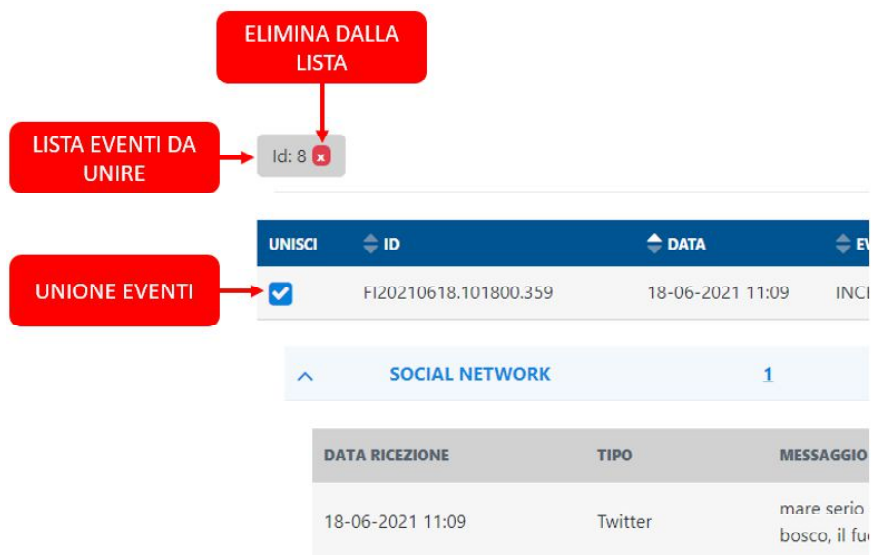 ELIMINA DALLA
LISTA
LISTA EVENTI DA
UNIRE
Id: 8 x
UNISCI ID DATA
UNIONE EVENTI
FI20210618.101800.359 18-06-2021 11:09
SOCIAL NETWORK 1
DATA RICEZIONE TIPO MESSAGGIO
18-06-2021 11:09 Twitter mare serio
bosco, il